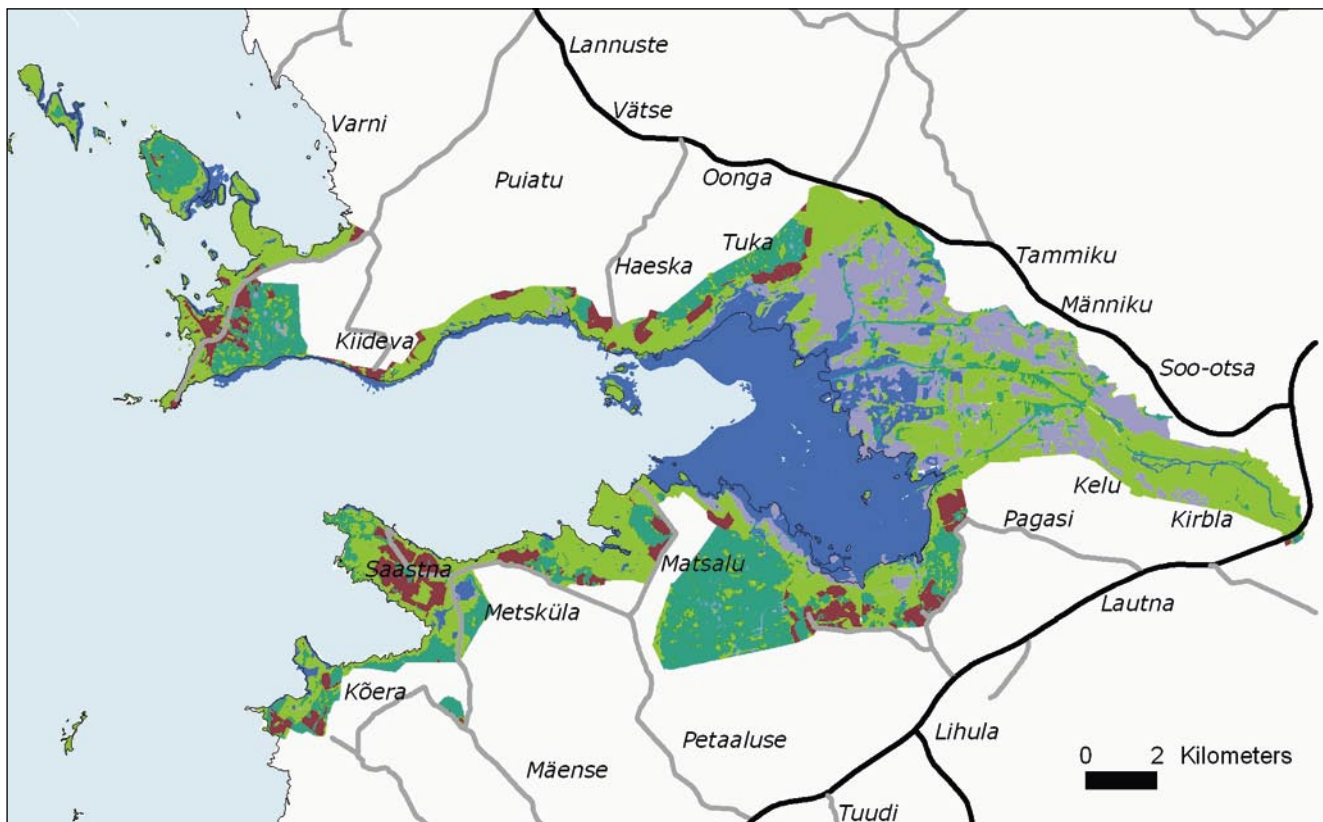 Lannuste
Vätse
Varni
Puiatu
Oonga
Tuka
Haeska
Tammiku
Männiku
Kiideva
Soo-otsa
Kelu
Pagasi
Kirbla
Saastna
Matsalu
Metsküla
Lautna
Kõera
Petaaluse
Lihula
Mäense
0 2 Kilometers
Tuudi